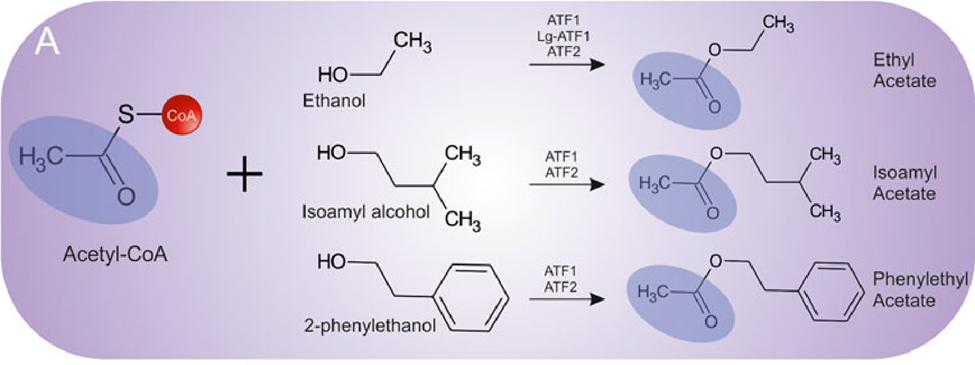 A
H₃C
S
CoA
O
Acetyl-CoA
+
HO
CH₃
Ethanol
ATF1
Lg-ATF1
ATF2
H₃C
O
O
CH₃
Ethyl
Acetate
HO
CH₃
CH₃
Isoamyl alcohol
ATF1
ATF2
H₃C
O
O
CH₃
CH₃
Isoamyl
Acetate
HO
2-phenylethanol
ATF1
ATF2
H₃C
O
O
Phenylethyl
Acetate